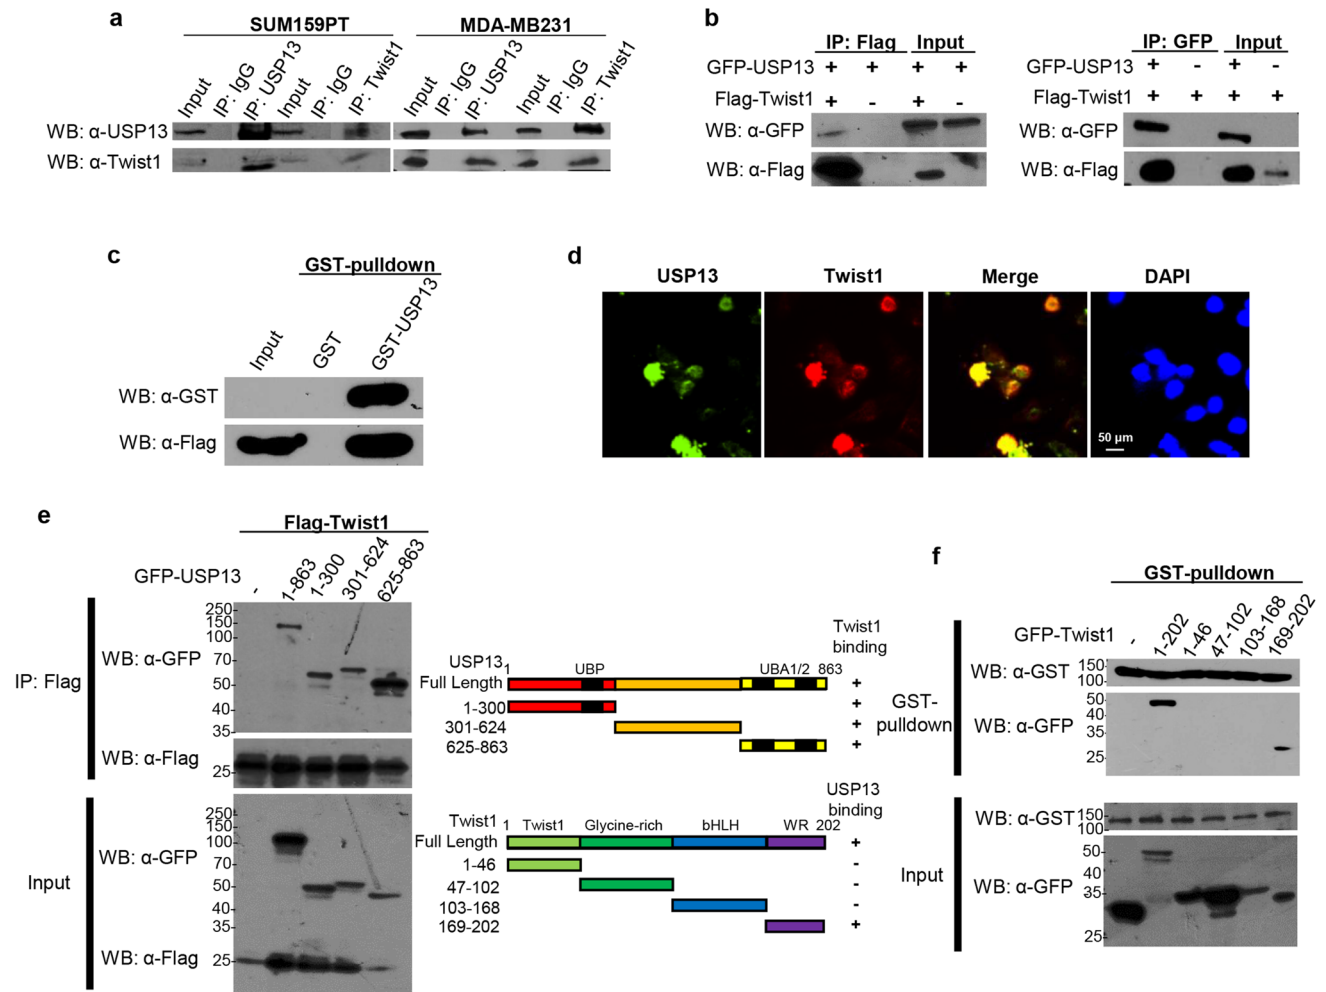 a
SUM159PT
MDA-MB231
Input
IP: IgG
IP: USP13
Input
IP: IgG
IP: Twist1
Input
IP: IgG
IP: USP13
Input
IP: IgG
IP: Twist1
WB: α-USP13
WB: α-Twist1
b
IP: Flag Input
GFP-USP13 + + + +
Flag-Twist1 + - + -
WB: α-GFP
WB: α-Flag
IP: GFP Input
GFP-USP13 + - + -
Flag-Twist1 + + + +
WB: α-GFP
WB: α-Flag
c
GST-pulldown
Input
GST
GST-USP13
WB: α-GST
WB: α-Flag
d
USP13 Twist1 Merge DAPI
50 µm
e
Flag-Twist1
GFP-USP13 - 1-863 1-300 301-624 625-863
IP: Flag
WB: α-GFP
250
150
100
70
50
40
35
WB: α-Flag
25
Input
WB: α-GFP
250
150
100
70
50
40
35
WB: α-Flag
25
Twist1
binding
USP13 1 UBP UBA1/2 863
Full Length +
1-300 +
301-624 +
625-863 +
USP13
binding
Twist1 1 Twist1 Glycine-rich bHLH WR 202
Full Length +
1-46 -
47-102 -
103-168 -
169-202 +
f
GST-pulldown
GFP-Twist1 - 1-202 1-46 47-102 103-168 169-202
GST-
pulldown
WB: α-GST
150
100
WB: α-GFP
50
40
35
25
Input
WB: α-GST
150
100
WB: α-GFP
50
40
35
25